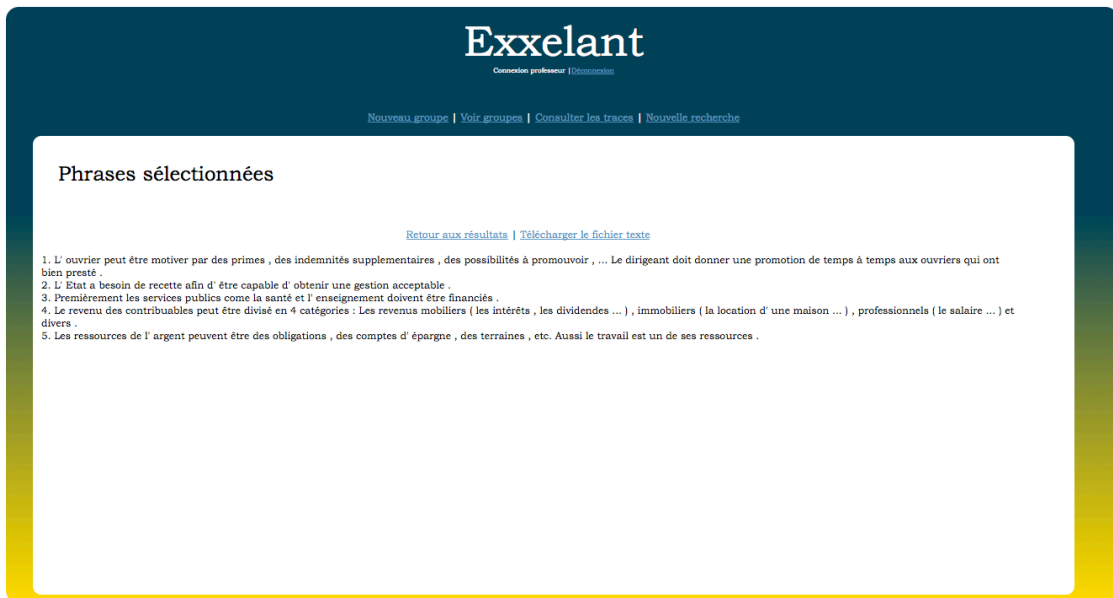 Exxelant
Connexion professeur | Déconnexion
Nouveau groupe | Voir groupes | Consulter les traces | Nouvelle recherche
Phrases sélectionnées
Retour aux résultats | Télécharger le fichier texte
1. L' ouvrier peut être motiver par des primes , des indemnités supplementaires , des possibilités à promouvoir , ... Le dirigeant doit donner une promotion de temps à temps aux ouvriers qui ont
bien presté .
2. L' Etat a besoin de recette afin d' être capable d' obtenir une gestion acceptable .
3. Premièrement les services publics come la santé et l' enseignement doivent être financiés .
4. Le revenu des contribuables peut être divisé en 4 catégories : Les revenus mobiliers ( les intérêts , les dividendes ... ) , immobiliers ( la location d' une maison ... ) , professionnels ( le salaire ... ) et
divers .
5. Les ressources de l' argent peuvent être des obligations , des comptes d' épargne , des terraines , etc. Aussi le travail est un de ses ressources .